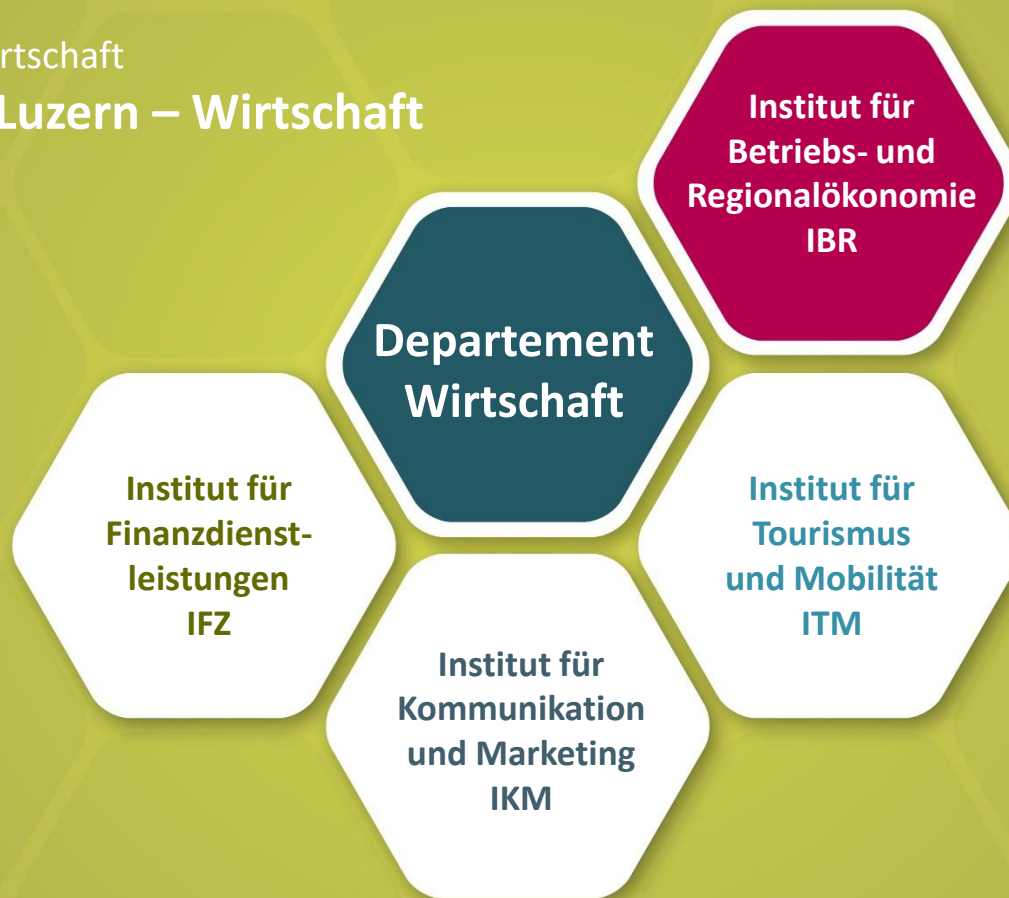 rtschaft
Luzern – Wirtschaft
Institut für
Betriebs- und
Regionalökonomie
IBR
Departement
Wirtschaft
Institut für
Finanzdienst-
leistungen
IFZ
Institut für
Tourismus
und Mobilität
ITM
Institut für
Kommunikation
und Marketing
IKM